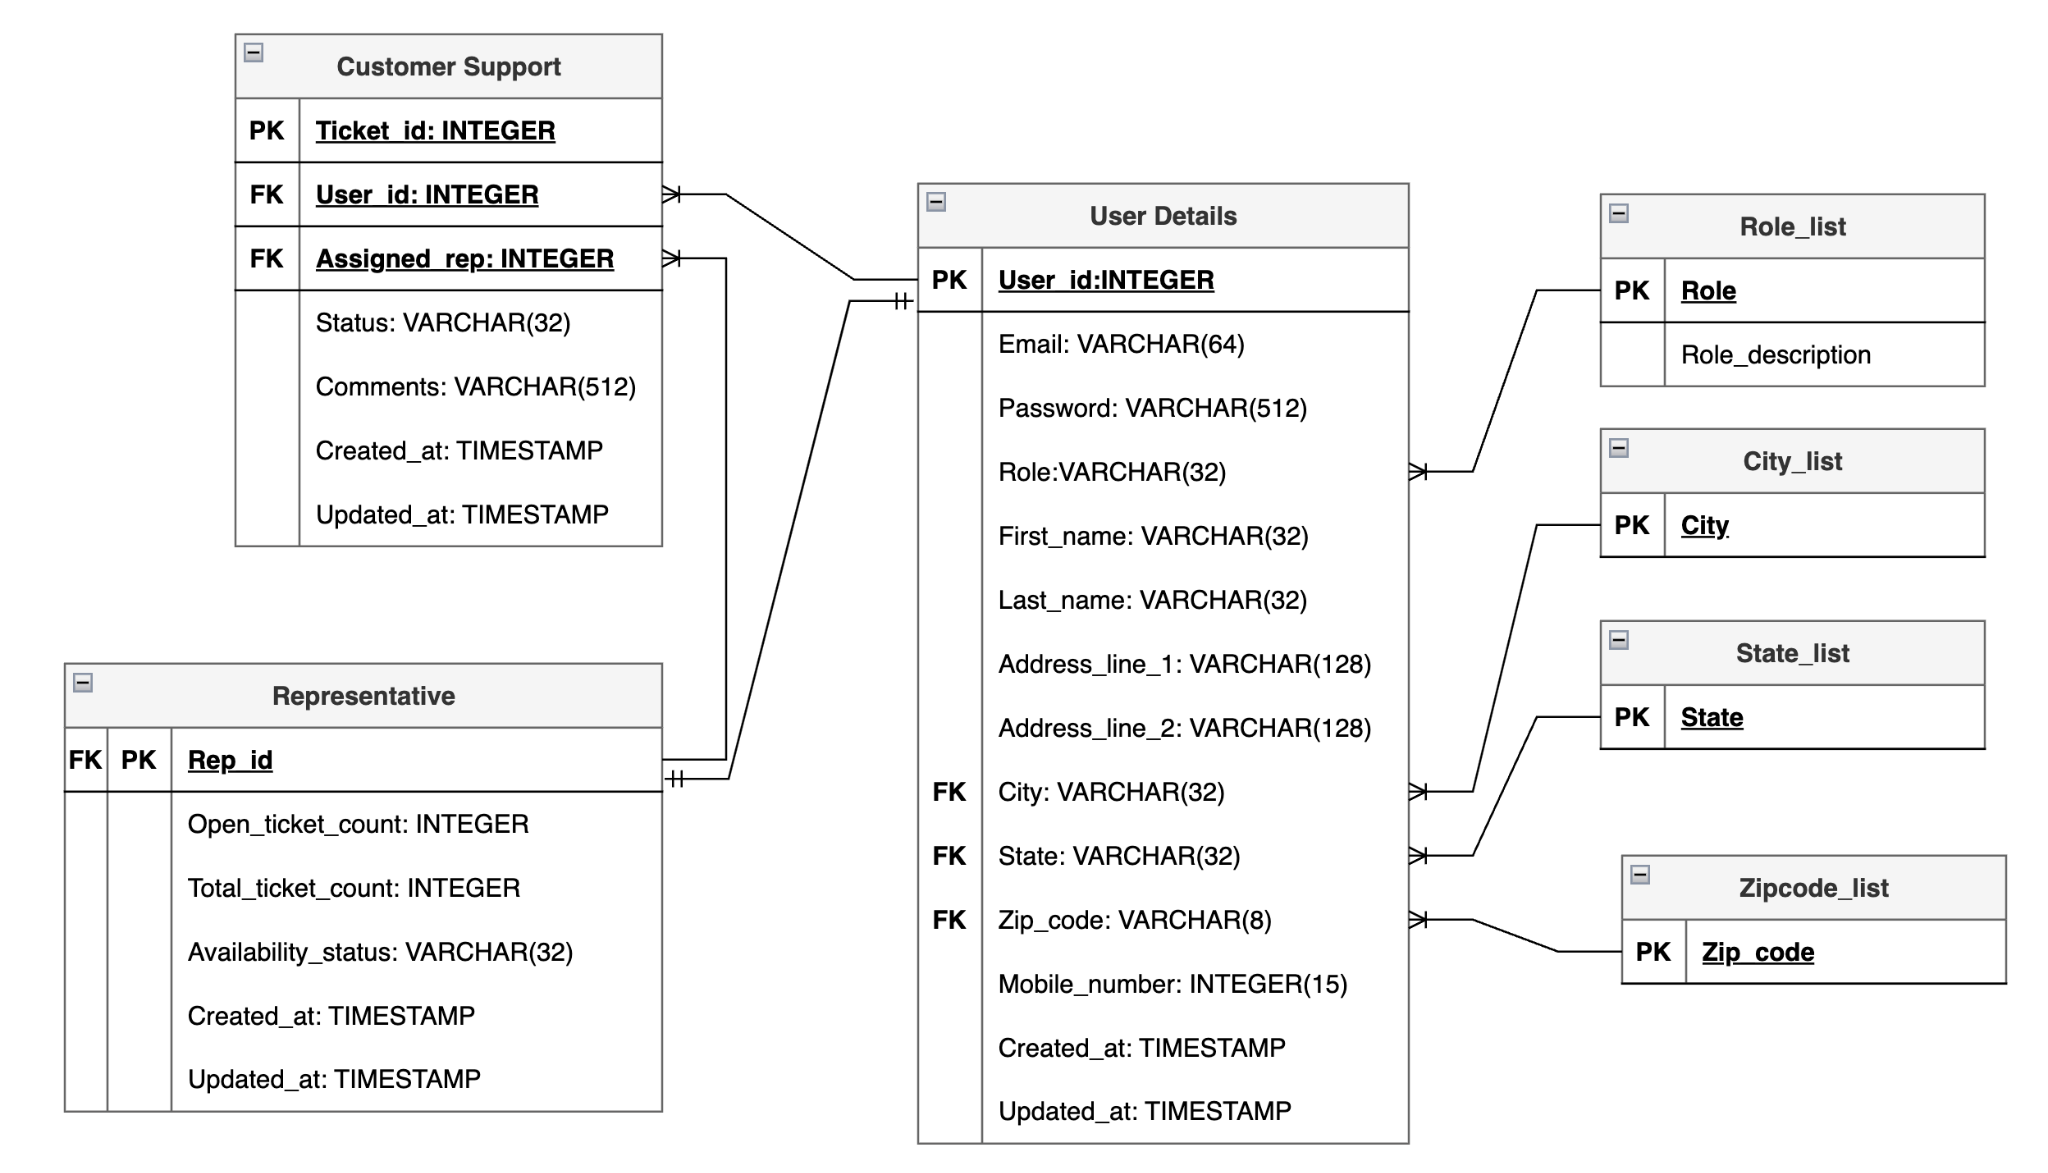 Customer Support
PK Ticket_id: INTEGER
FK User_id: INTEGER
FK Assigned_rep: INTEGER
Status: VARCHAR(32)
Comments: VARCHAR(512)
Created_at: TIMESTAMP
Updated_at: TIMESTAMP
Representative
FK PK Rep_id
Open_ticket_count: INTEGER
Total_ticket_count: INTEGER
Availability_status: VARCHAR(32)
Created_at: TIMESTAMP
Updated_at: TIMESTAMP
User Details
PK User_id:INTEGER
Email: VARCHAR(64)
Password: VARCHAR(512)
Role:VARCHAR(32)
First_name: VARCHAR(32)
Last_name: VARCHAR(32)
Address_line_1: VARCHAR(128)
Address_line_2: VARCHAR(128)
FK City: VARCHAR(32)
FK State: VARCHAR(32)
FK Zip_code: VARCHAR(8)
Mobile_number: INTEGER(15)
Created_at: TIMESTAMP
Updated_at: TIMESTAMP
Role_list
PK Role
Role_description
City_list
PK City
State_list
PK State
Zipcode_list
PK Zip_code